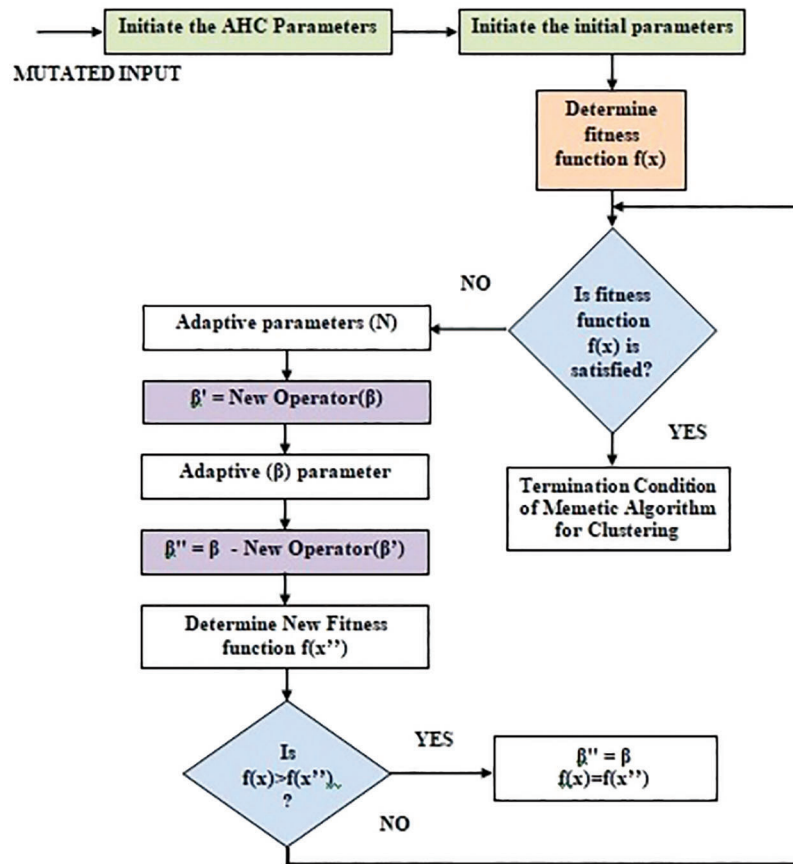 Initiate the AHC Parameters
Initiate the initial parameters
MUTATED INPUT
Determine
fitness
function f(x)
Is fitness
function
f(x) is
satisfied?
NO
YES
Adaptive parameters (N)
β' = New Operator(β)
Adaptive (β) parameter
β'' = β - New Operator(β’)
Determine New Fitness
function f(x’’)
Termination Condition
of Memetic Algorithm
for Clustering
Is
f(x)>f(x’’)
?
YES
β'' = β
f(x)=f(x’’)
NO